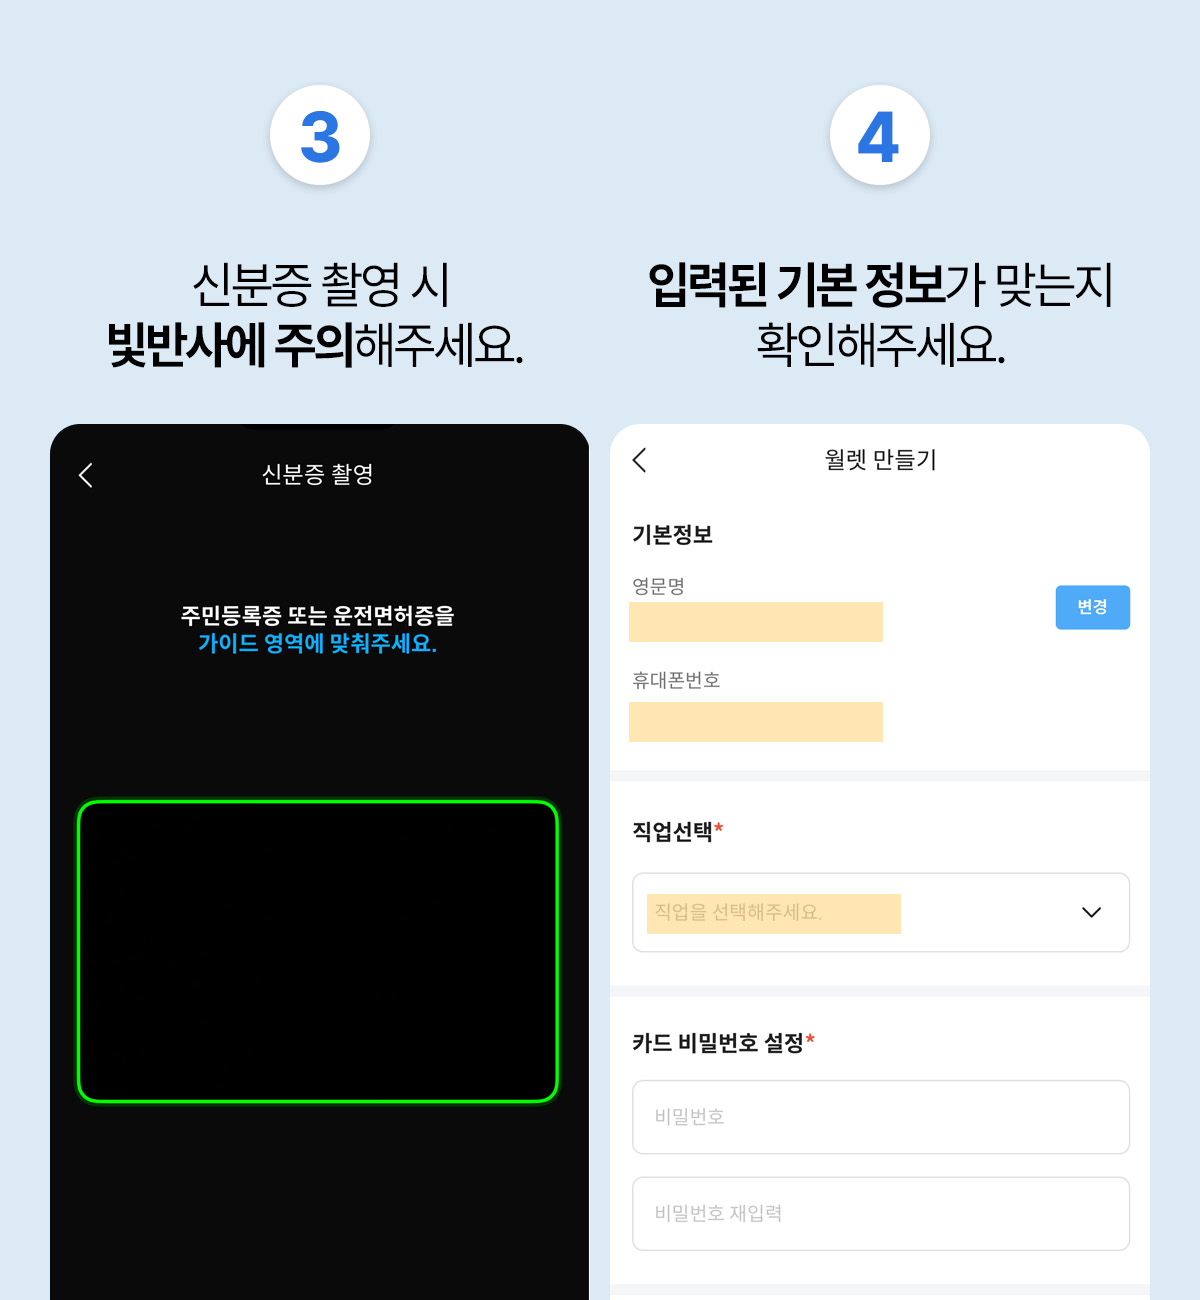 3
신분증 촬영 시
빛반사에 주의해주세요.
신분증 촬영
주민등록증 또는 운전면허증을
가이드 영역에 맞춰주세요.
4
입력된 기본 정보가 맞는지
확인해주세요.
월렛 만들기
기본정보
영문명
변경
휴대폰번호
직업선택*
직업을 선택해주세요.
카드 비밀번호 설정*
비밀번호
비밀번호 재입력